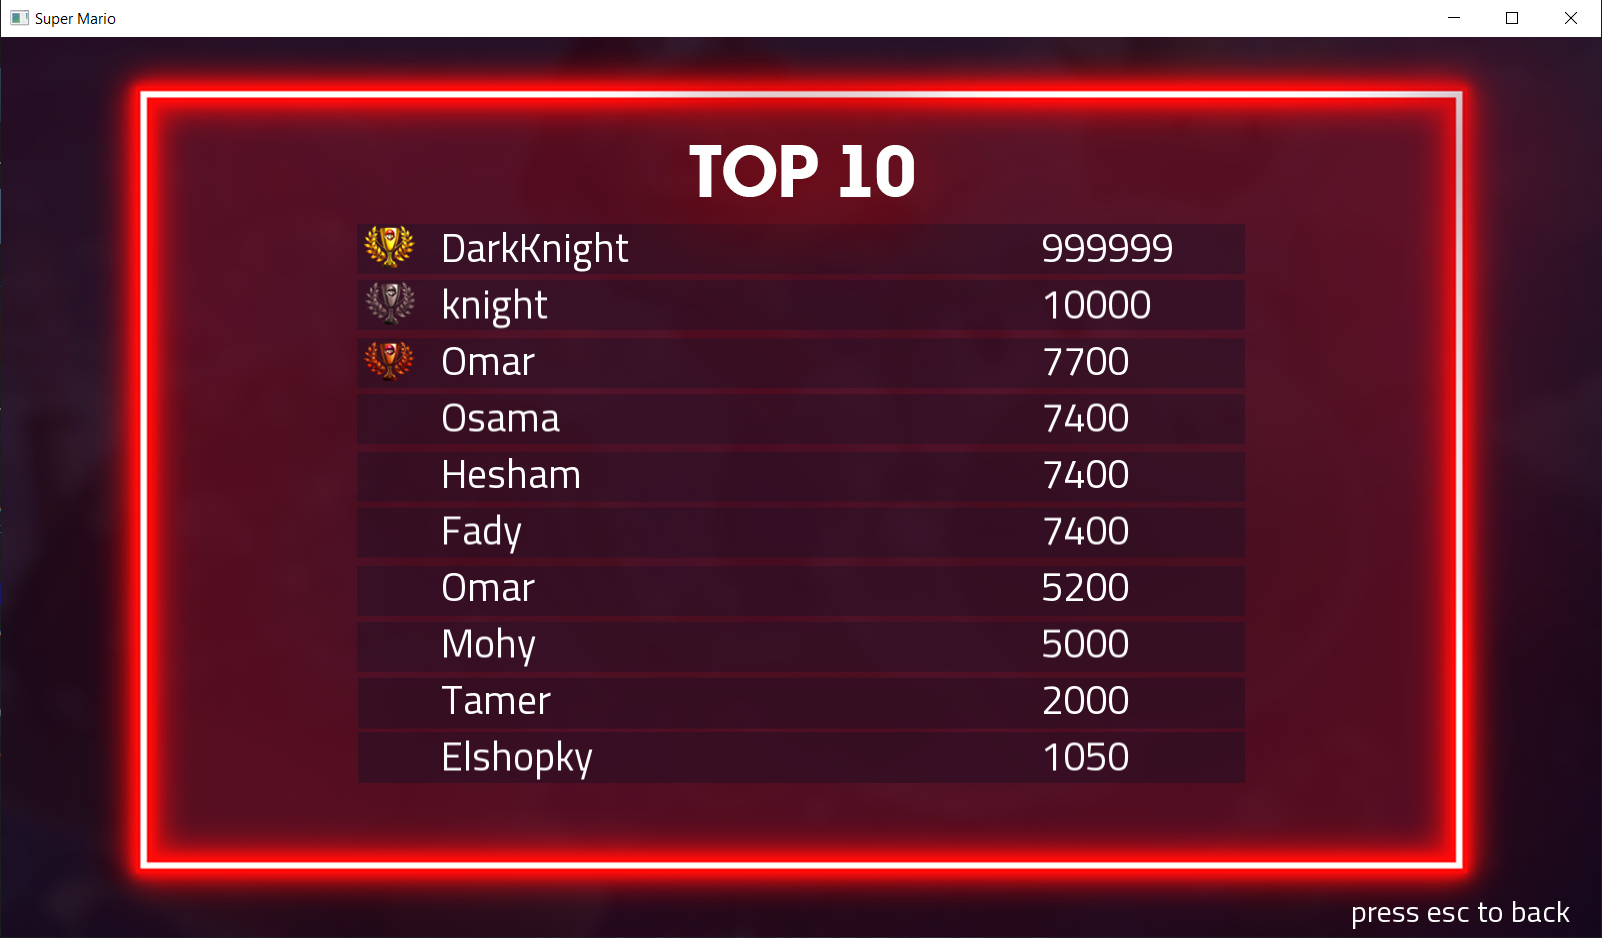 Super Mario
TOP 10
DarkKnight 999999
knight 10000
Omar 7700
Osama 7400
Hesham 7400
Fady 7400
Omar 5200
Mohy 5000
Tamer 2000
Elshopky 1050
press esc to back